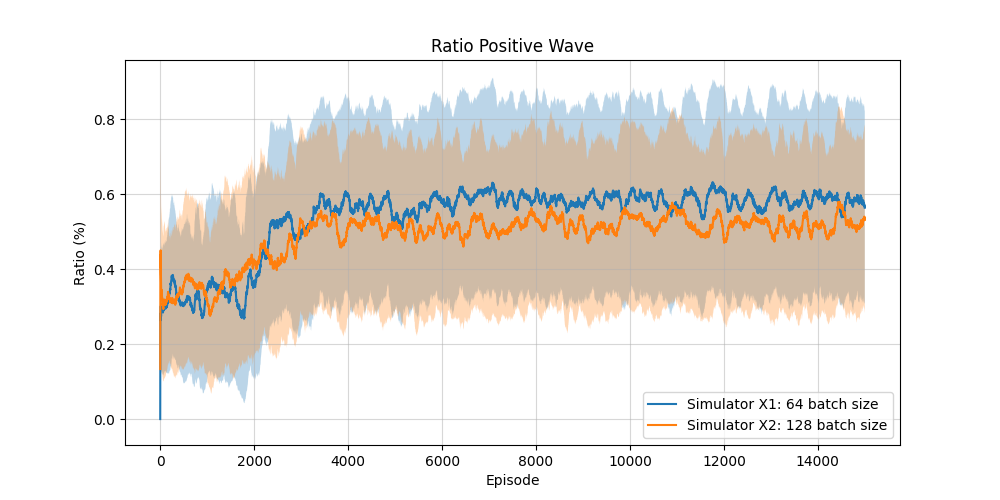 Ratio Positive Wave
Ratio (%)
0.8
0.6
0.4
0.2
0.0
0 2000 4000 6000 8000 10000 12000 14000
Episode
Simulator X1: 64 batch size
Simulator X2: 128 batch size